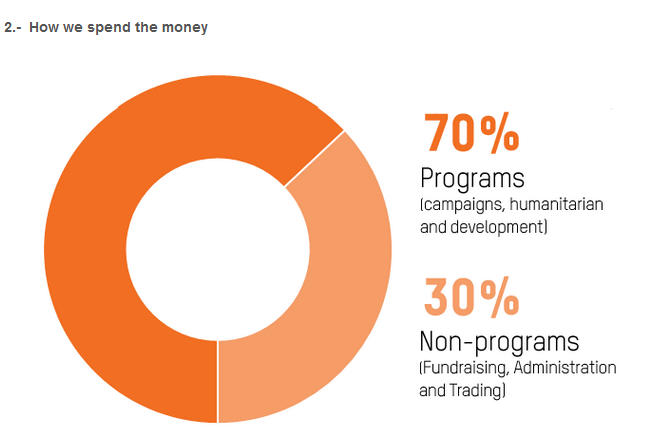 2.- How we spend the money
70%
Programs
(campaigns, humanitarian
and development)
30%
Non-programs
(Fundraising, Administration
and Trading)